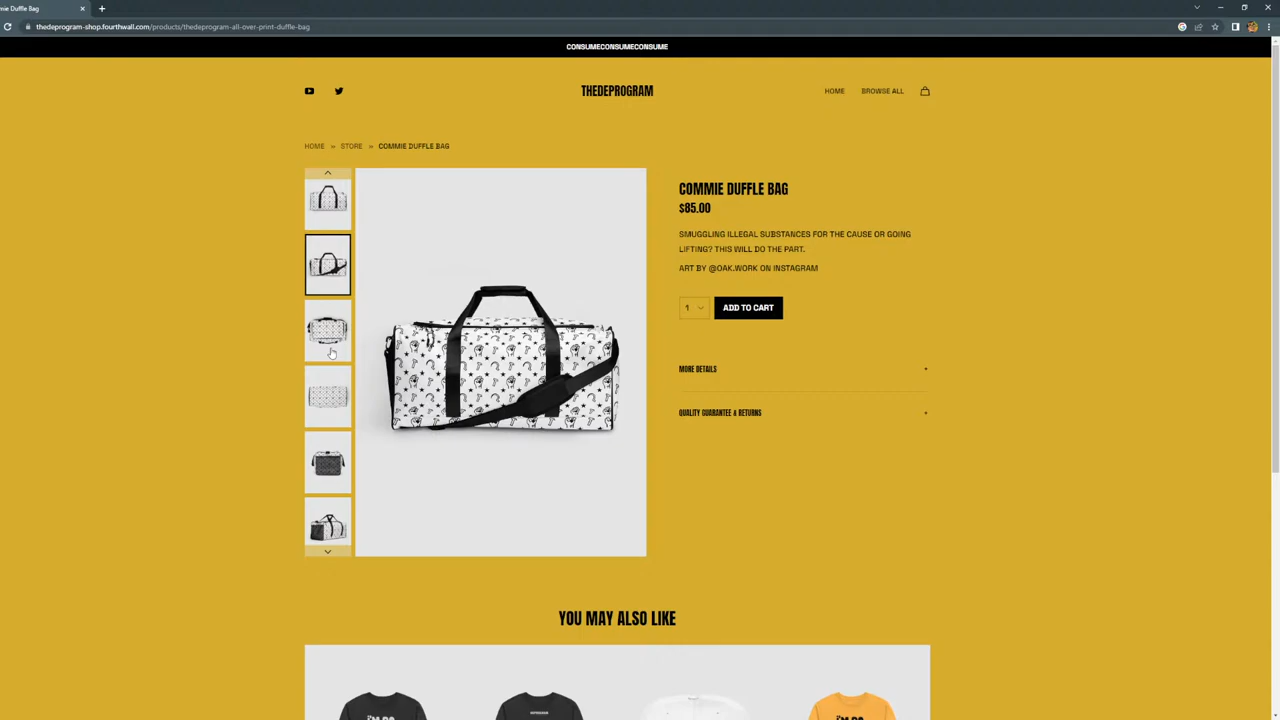 mie Duffle Bag
thedeprogram-shop.fourthwall.com/products/thedeprogram-all-over-print-duffle-bag
CONSUMECONSUMECONSUME
THEDEPROGRAM
HOME BROWSE ALL
HOME » STORE » COMMIE DUFFLE BAG
COMMIE DUFFLE BAG
$85.00
SMUGGLING ILLEGAL SUBSTANCES FOR THE CAUSE OR GOING
LIFTING? THIS WILL DO THE PART.
ART BY @OAK.WORK ON INSTAGRAM
1 ADD TO CART
MORE DETAILS +
QUALITY GUARANTEE & RETURNS +
YOU MAY ALSO LIKE